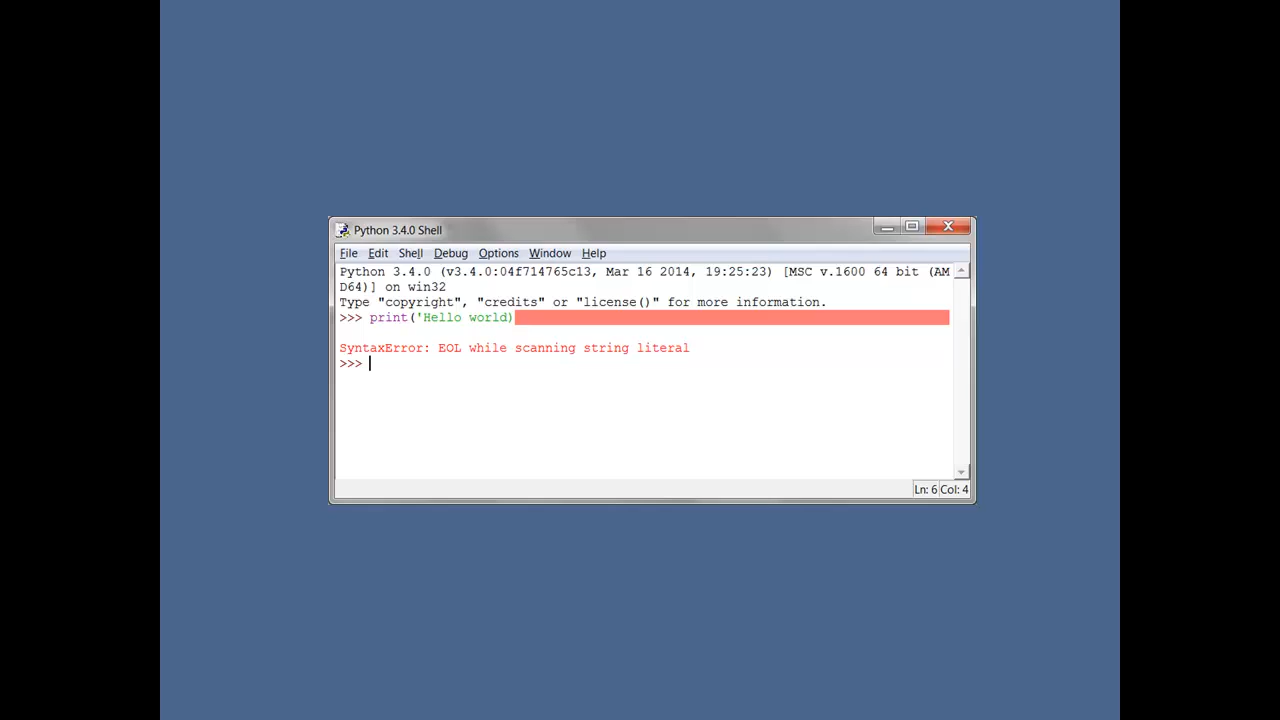 Python 3.4.0 Shell
File Edit Shell Debug Options Window Help
Python 3.4.0 (v3.4.0:04f714765c13, Mar 16 2014, 19:25:23) [MSC v.1600 64 bit (AM
D64)] on win32
Type "copyright", "credits" or "license()" for more information.
>>> print('Hello world)
SyntaxError: EOL while scanning string literal
>>>
Ln: 6 Col: 4